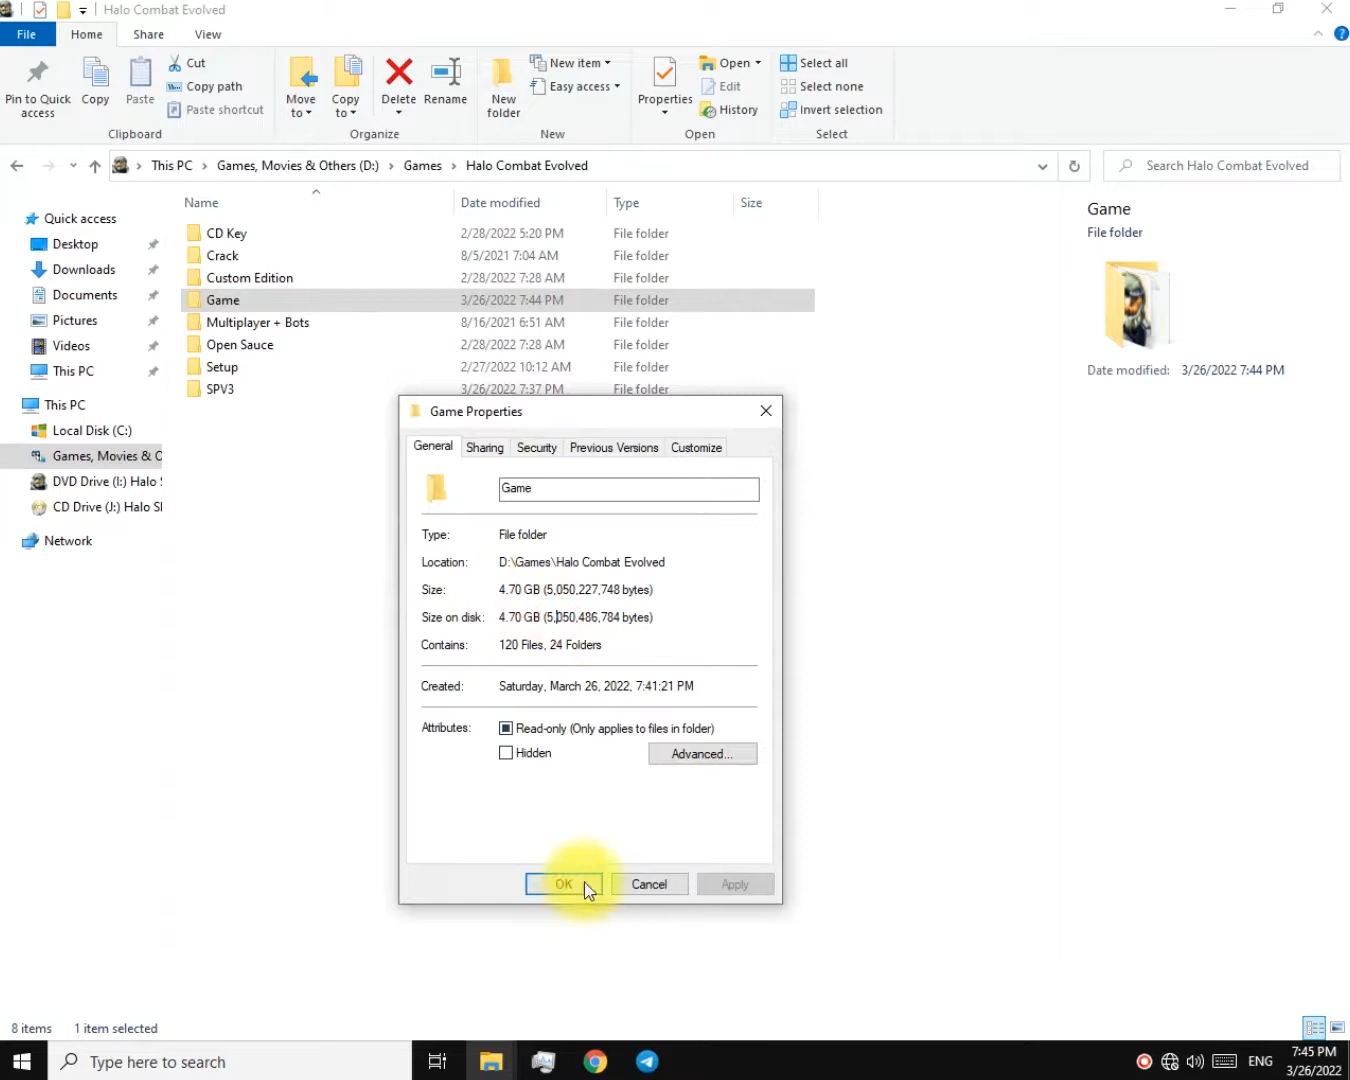 Halo Combat Evolved
File Home Share View
Pin to Quick access
Copy
Paste
Cut
Copy path
Paste shortcut
Clipboard
Move to
Copy to
Delete
Rename
Organize
New folder
New item
Easy access
New
Properties
Open
Edit
History
Open
Select all
Select none
Invert selection
Select
This PC > Games, Movies & Others (D:) > Games > Halo Combat Evolved
Search Halo Combat Evolved
Quick access
Desktop
Downloads
Documents
Pictures
Videos
This PC
This PC
Local Disk (C:)
Games, Movies & O
DVD Drive (I:) Halo S
CD Drive (J:) Halo SI
Network
Name Date modified Type Size
CD Key 2/28/2022 5:20 PM File folder
Crack 8/5/2021 7:04 AM File folder
Custom Edition 2/28/2022 7:28 AM File folder
Game 3/26/2022 7:44 PM File folder
Multiplayer + Bots 8/16/2021 6:51 AM File folder
Open Sauce 2/28/2022 7:28 AM File folder
Setup 2/27/2022 10:12 AM File folder
SPV3 3/26/2022 7:37 PM File folder
Game
File folder
Date modified: 3/26/2022 7:44 PM
Game Properties
General Sharing Security Previous Versions Customize
Game
Type: File folder
Location: D:\Games\Halo Combat Evolved
Size: 4.70 GB (5,050,227,748 bytes)
Size on disk: 4.70 GB (5,050,486,784 bytes)
Contains: 120 Files, 24 Folders
Created: Saturday, March 26, 2022, 7:41:21 PM
Attributes: Read-only (Only applies to files in folder)
Hidden Advanced...
OK Cancel Apply
8 items 1 item selected
Type here to search
ENG
7:45 PM
3/26/2022